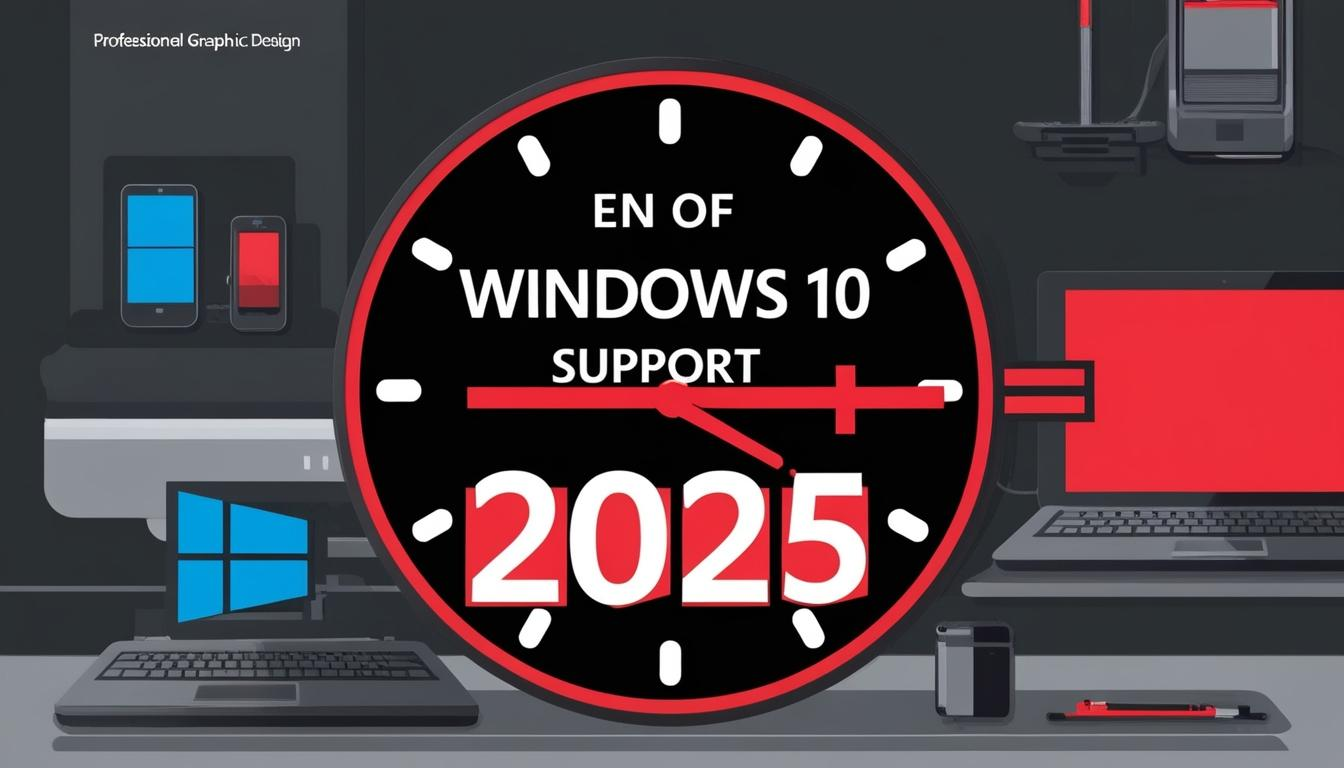 Professional Graphic Design
EN OF
WINDOWS 10
SUPPORT
2025